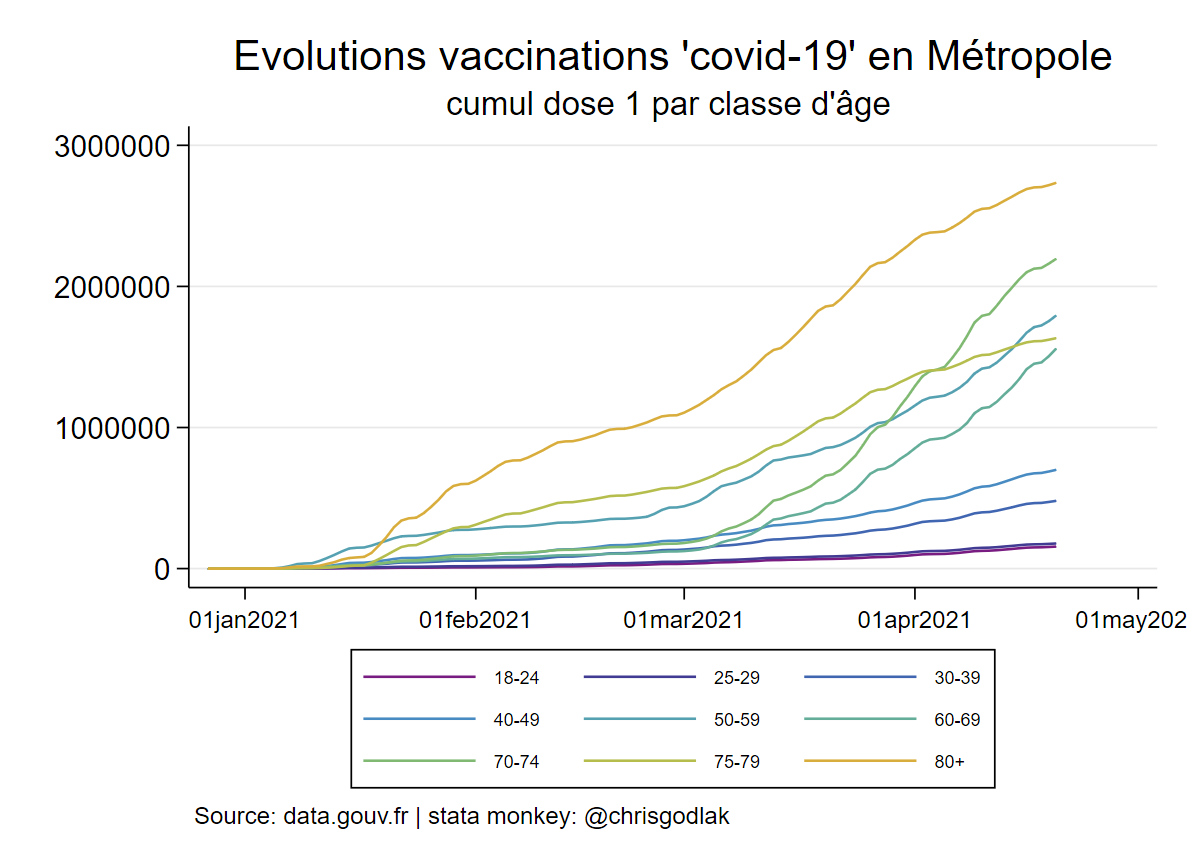 Evolutions vaccinations 'covid-19' en Métropole
cumul dose 1 par classe d'âge
3000000
2000000
1000000
0
01jan2021 01feb2021 01mar2021 01apr2021 01may202
18-24 25-29 30-39
40-49 50-59 60-69
70-74 75-79 80+
Source: data.gouv.fr | stata monkey: @chrisgodlak